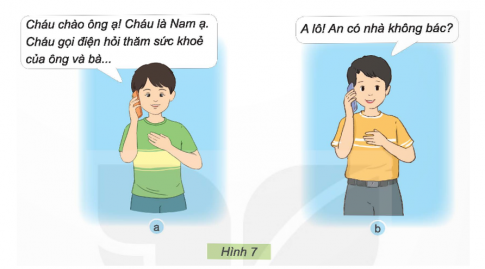 Cháu chào ông ạ! Cháu là Nam ạ.
Cháu gọi điện hỏi thăm sức khoẻ
của ông và bà...
A lô! An có nhà không bác?
a
b
Hình 7